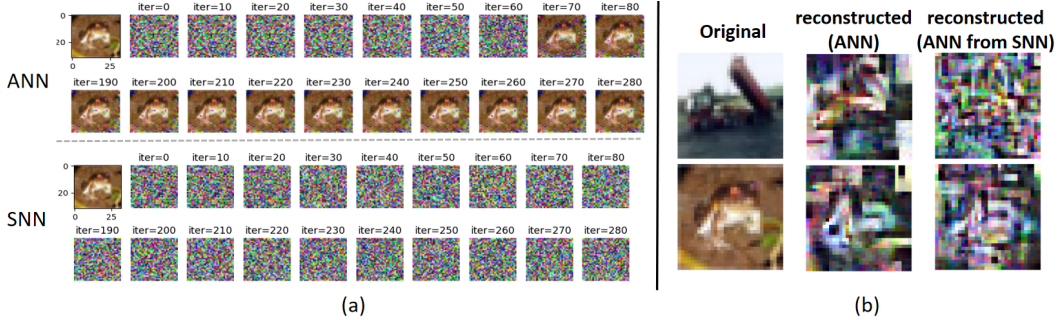 ANN
0
20
0 25
iter=0 iter=10 iter=20 iter=30 iter=40 iter=50 iter=60 iter=70 iter=80
iter=190 iter=200 iter=210 iter=220 iter=230 iter=240 iter=250 iter=260 iter=270 iter=280
SNN
0
20
0 25
iter=0 iter=10 iter=20 iter=30 iter=40 iter=50 iter=60 iter=70 iter=80
iter=190 iter=200 iter=210 iter=220 iter=230 iter=240 iter=250 iter=260 iter=270 iter=280
(a)
Original
reconstructed
(ANN)
reconstructed
(ANN from SNN)
(b)